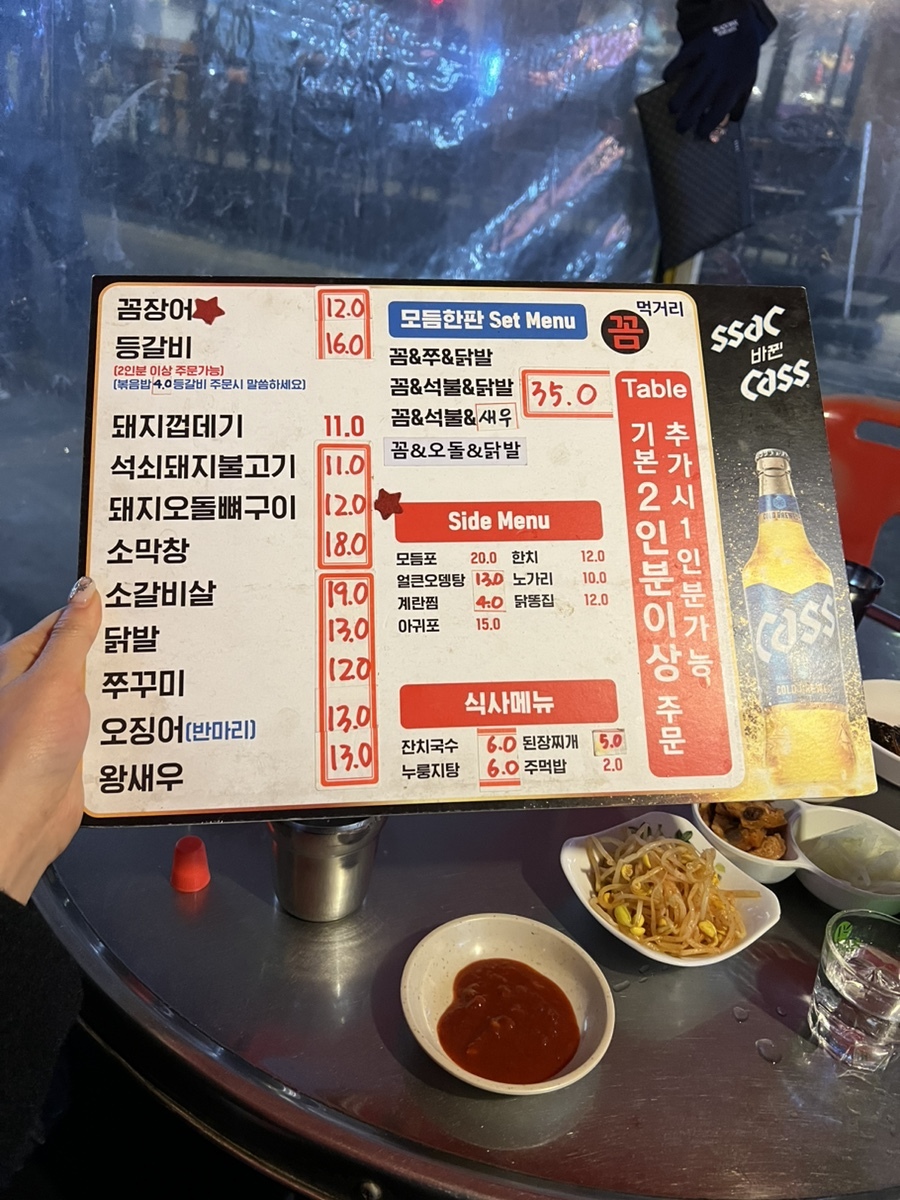 꼼장어 12.0
등갈비 16.0
(2인분 이상 주문가능)
(볶음밥 4.0 등갈비 주문시 말씀하세요)
돼지껍데기 11.0
석쇠돼지불고기 11.0
돼지오돌뼈구이 12.0
소막창 18.0
소갈비살 19.0
닭발 13.0
쭈꾸미 120
오징어(반마리) 13.0
왕새우 13.0
모듬한판 Set Menu
꼼&쭈&닭발
꼼&석불&닭발
꼼&석불&새우
꼼&오돌&닭발
35.0
Side Menu
모듬포 20.0 한치 12.0
얼큰오뎅탕 13.0 노가리 10.0
계란찜 4.0 닭똥집 12.0
아귀포 15.0
식사메뉴
잔치국수 6.0 된장찌개 5.0
누룽지탕 6.0 주먹밥 2.0
꼼 먹거리
Table
기본 2인분이상 주문
추가시 1인분가능
ssac
바뀐
Cass
Cass